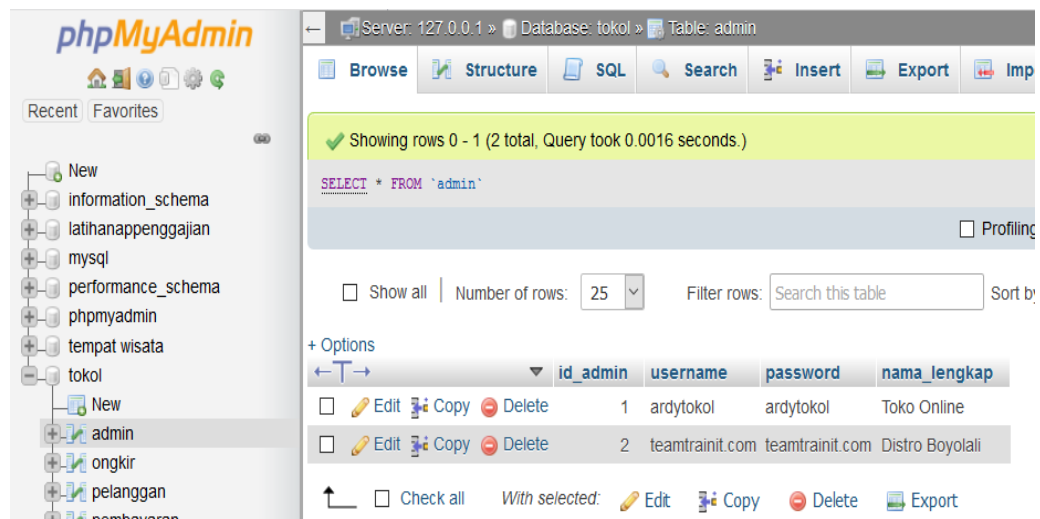 phpMyAdmin
Recent Favorites
New
information_schema
latihanappenggajian
mysql
performance_schema
phpmyadmin
tempat wisata
tokol
New
admin
ongkir
pelanggan
pembayaran
← Server: 127.0.0.1 » Database: tokol » Table: admin
Browse Structure SQL Search Insert Export Imp
Showing rows 0 - 1 (2 total, Query took 0.0016 seconds.)
SELECT * FROM `admin`
Profiling
Show all | Number of rows: 25 Filter rows: Search this table Sort by
+ Options
←T→ id_admin username password nama_lengkap
Edit Copy Delete 1 ardytokol ardytokol Toko Online
Edit Copy Delete 2 teamtrainit.com teamtrainit.com Distro Boyolali
Check all With selected: Edit Copy Delete Export